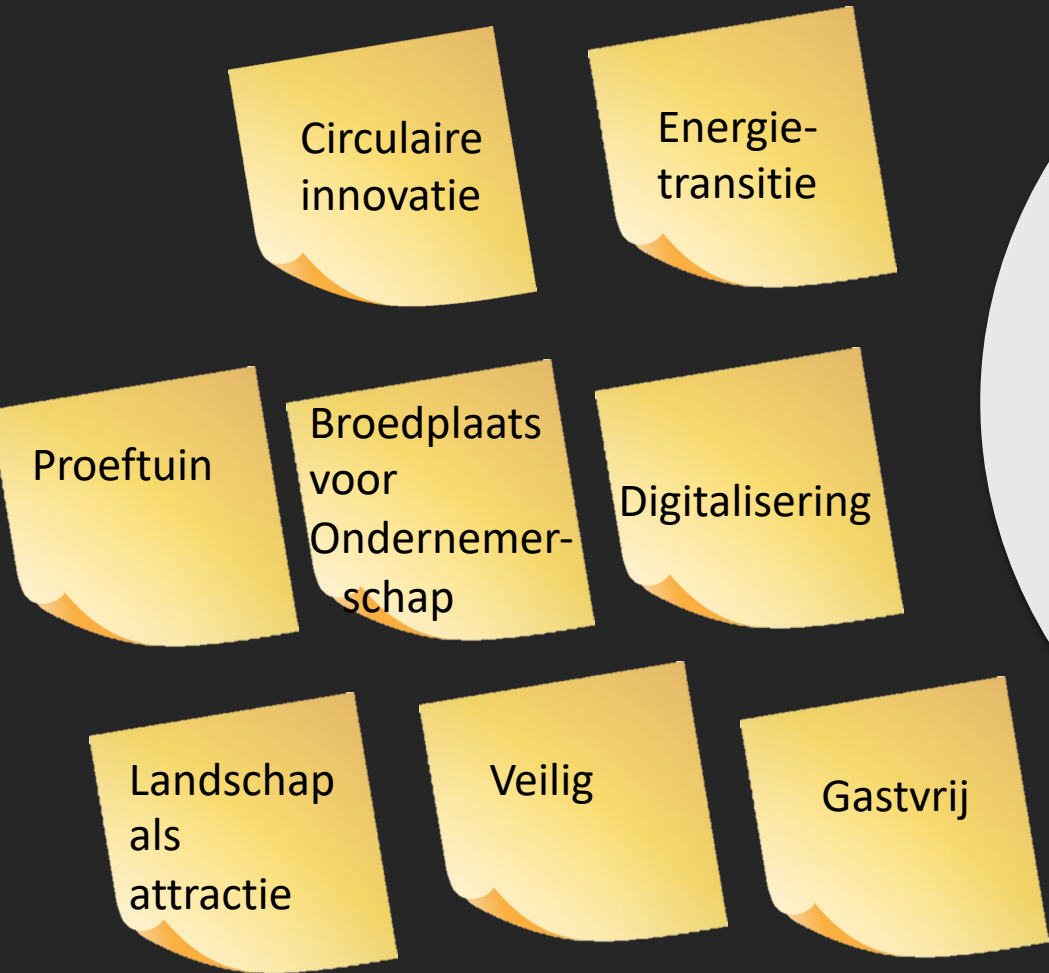 Circulaire
innovatie
Energie-
transitie
Proeftuin
Broedplaats
voor
Ondernemer-
schap
Digitalisering
Landschap
als
attractie
Veilig
Gastvrij